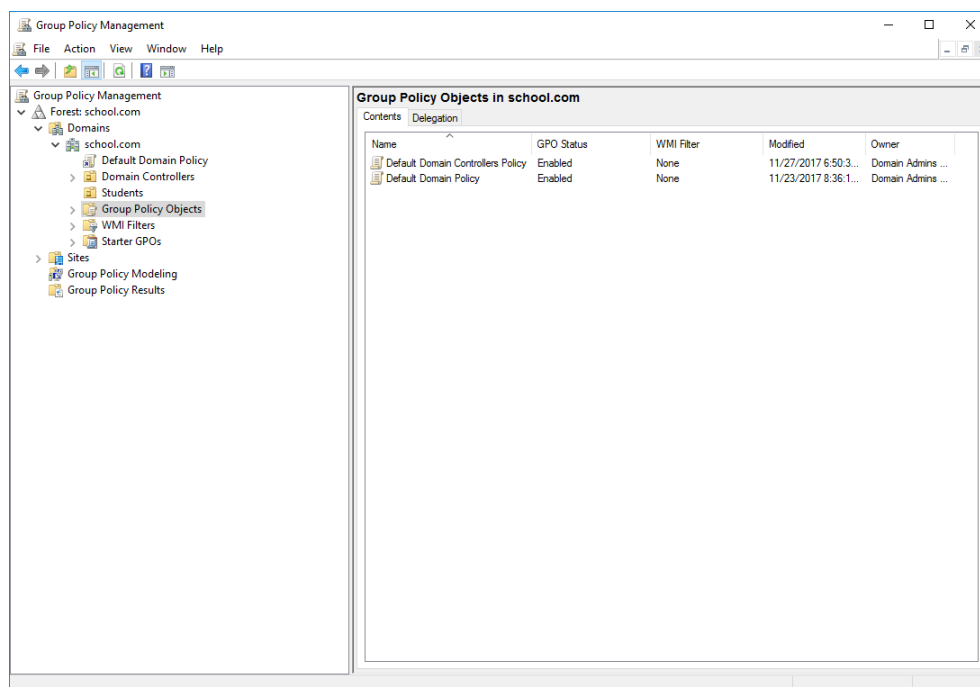 Group Policy Management
File Action View Window Help
Group Policy Management
Forest: school.com
Domains
school.com
Default Domain Policy
Domain Controllers
Students
Group Policy Objects
WMI Filters
Starter GPOs
Sites
Group Policy Modeling
Group Policy Results
Group Policy Objects in school.com
Contents Delegation
Name GPO Status WMI Filter Modified Owner
Default Domain Controllers Policy Enabled None 11/27/2017 6:50:3... Domain Admins ...
Default Domain Policy Enabled None 11/23/2017 8:36:1... Domain Admins ...